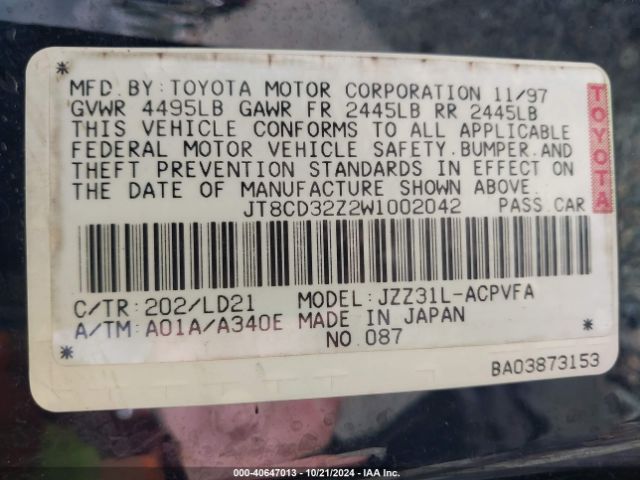 MFD.BY:TOYOTA MOTOR CORPORATION 11/97
GVWR 4495LB GAWR FR 2445LB RR 2445LB
THIS VEHICLE CONFORMS TO ALL APPLICABLE
FEDERAL MOTOR VEHICLE SAFETY.BUMPER.AND
THEFT PREVENTION STANDARDS IN EFFECT ON
THE DATE OF MANUFACTURE SHOWN ABOVE.
JT8CD32Z2W1002042 PASS.CAR
TOYOTA
C/TR:202/LD21 MODEL:JZZ31L-ACPVFA
A/TM:A01A/A340E MADE IN JAPAN
NO.087
BA03873153
000-40647013 - 10/21/2024 - IAA Inc.